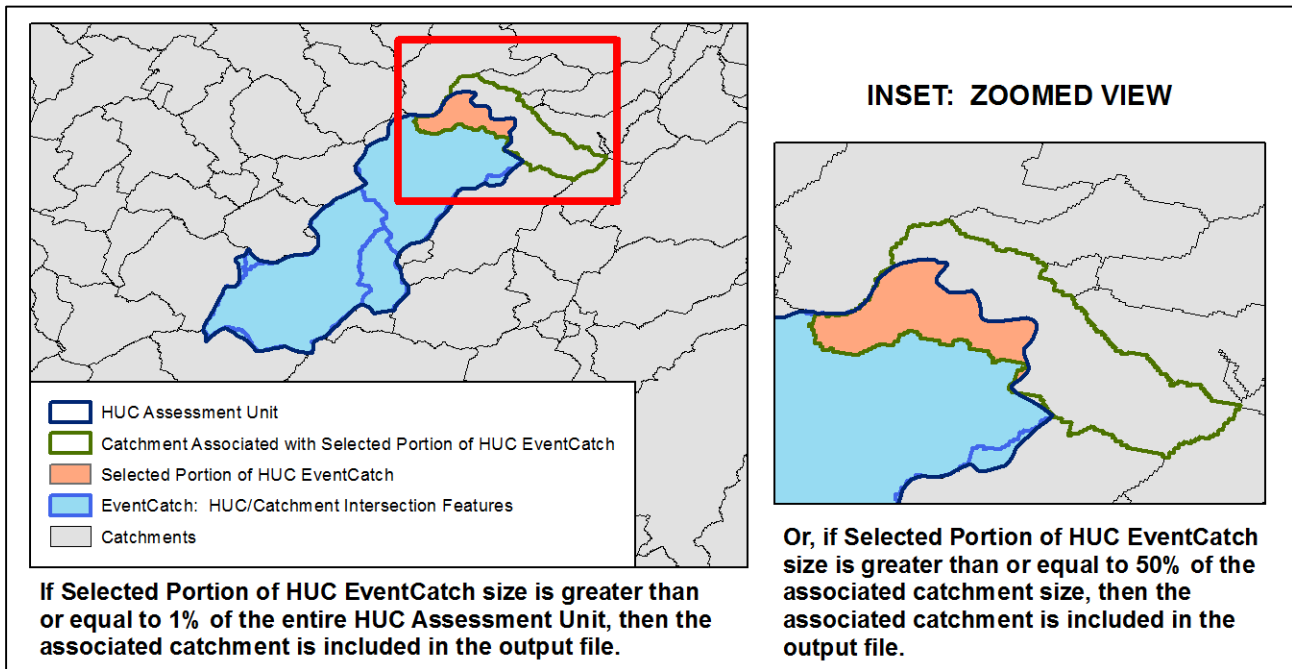 INSET:  ZOOMED VIEW
HUC Assessment Unit
Catchment Associated with Selected Portion of HUC EventCatch
Selected Portion of HUC EventCatch
EventCatch:  HUC/Catchment Intersection Features
Catchments
If Selected Portion of HUC EventCatch size is greater than
or equal to 1% of the entire HUC Assessment Unit, then the
associated catchment is included in the output file.
Or, if Selected Portion of HUC EventCatch
size is greater than or equal to 50% of the
associated catchment size, then the
associated catchment is included in the
output file.